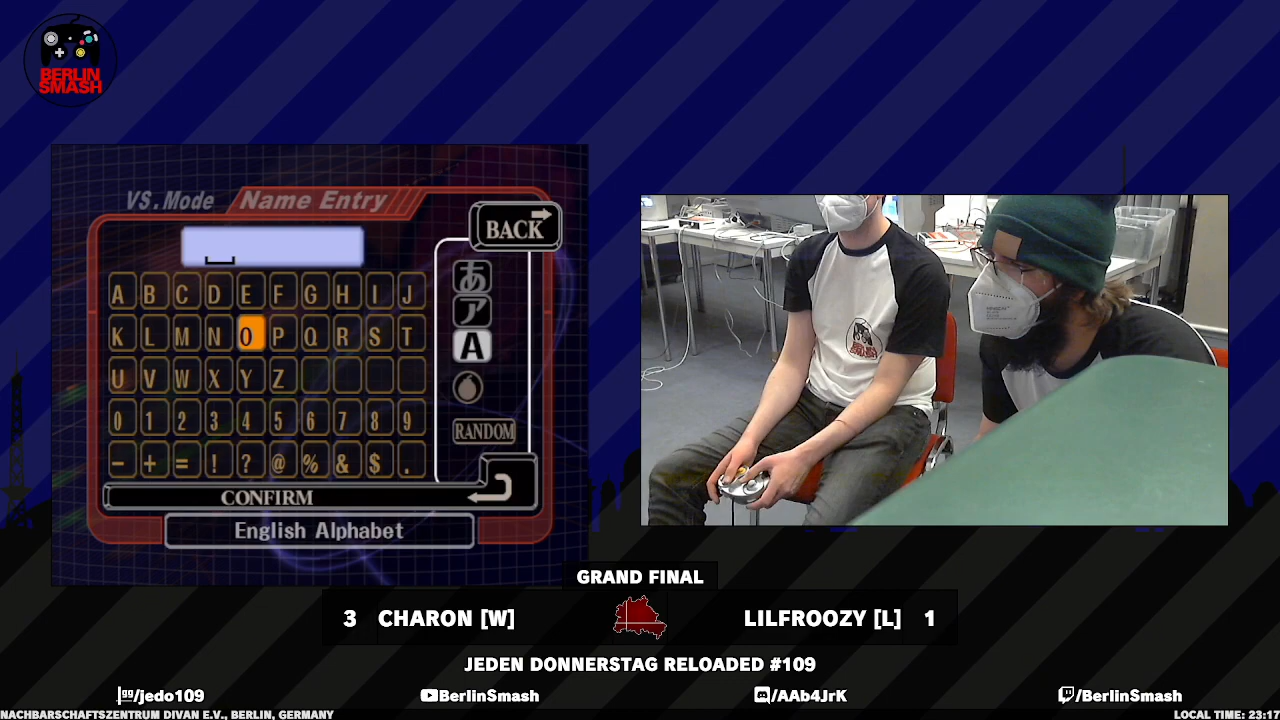 BERLIN
SMASH
VS.Mode
Name Entry
BACK
あ
A B C D E F G H I J
ア
K L M N O P Q R S T
A
U V W X Y Z
0 1 2 3 4 5 6 7 8 9
RANDOM
- + = ! ? @ % & $ .
CONFIRM
English Alphabet
GRAND FINAL
3 CHARON [W]
LILFROOZY [L] 1
JEDEN DONNERSTAG RELOADED #109
gg/jedo109
BerlinSmash
/AAb4JrK
/BerlinSmash
NACHBARSCHAFTSZENTRUM DIVAN E.V., BERLIN, GERMANY
LOCAL TIME: 23:17